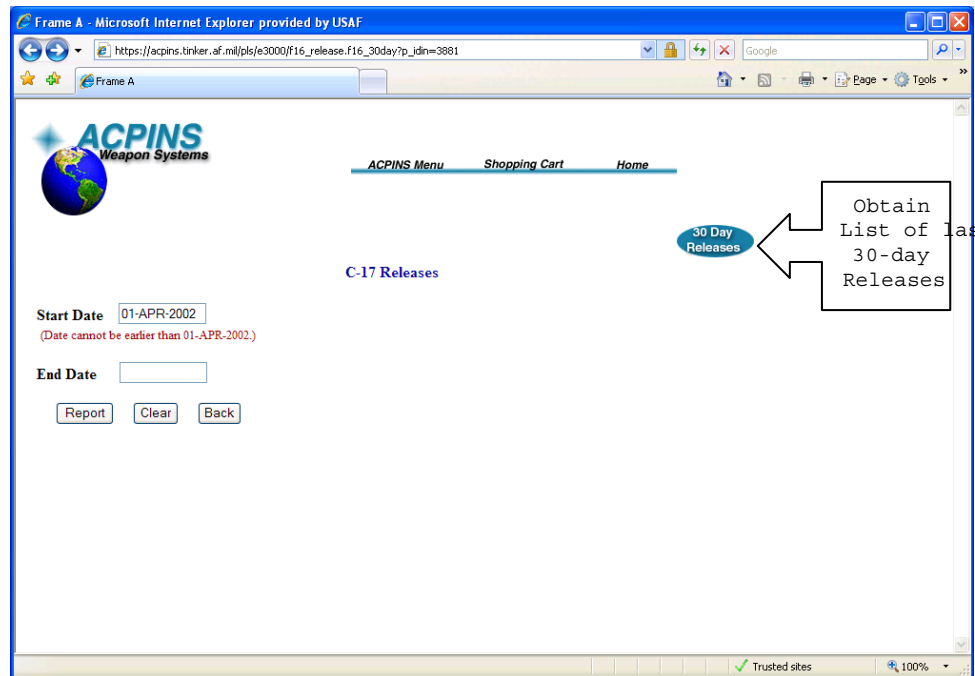 Frame A - Microsoft Internet Explorer provided by USAF
https://acpins.tinker.af.mil/pls/e3000/f16_release.f16_30day?p_idin=3881
Google
Frame A
Page
Tools
ACPINS
Weapon Systems
ACPINS Menu Shopping Cart Home
30 Day
Releases
Obtain
List of las
30-day
Releases
C-17 Releases
Start Date 01-APR-2002
(Date cannot be earlier than 01-APR-2002.)
End Date
Report Clear Back
Trusted sites 100%